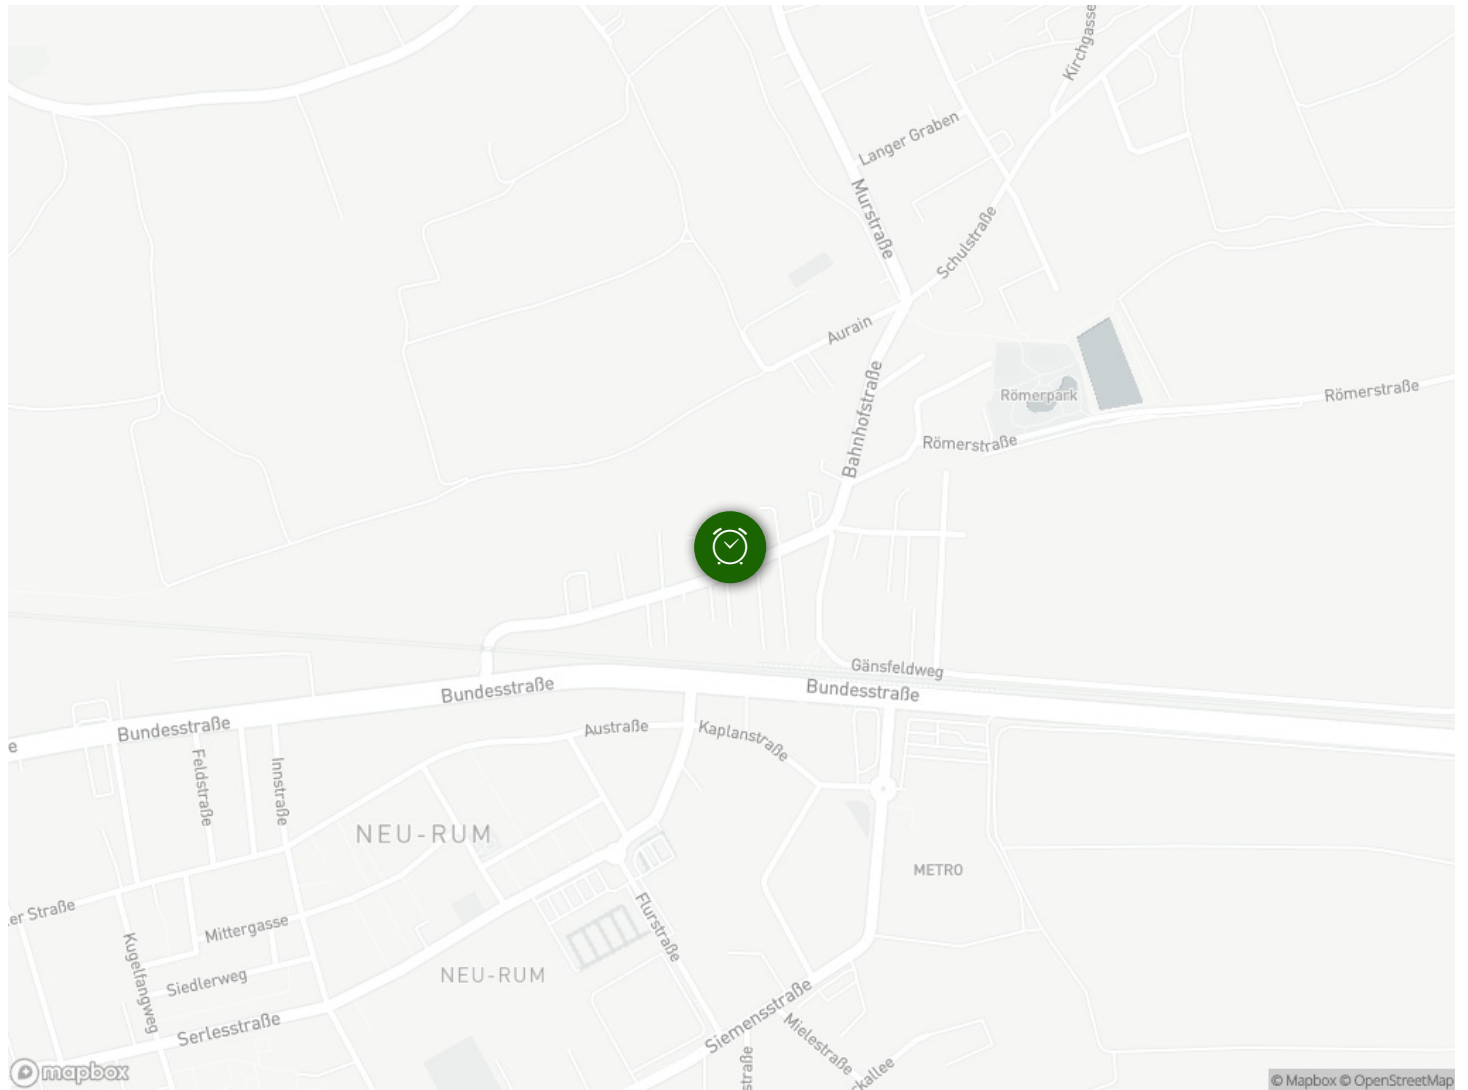 Kirchgasse
Langer Graben
Murstraße
Schulstraße
Aurain
Bahnhofstraße
Römerpark
Römerstraße
Römerstraße
Gänsfeldweg
Bundesstraße
Bundesstraße
Bundesstraße
Austraße
Kaplanstraße
Feldstraße
Innstraße
NEU-RUM
METRO
er Straße
Mittergasse
Flurstraße
Kugelfangweg
Siedlerweg
NEU-RUM
Serlesstraße
Siemensstraße
Mielestraße
straße
kallee
mapbox
© Mapbox © OpenStreetMap